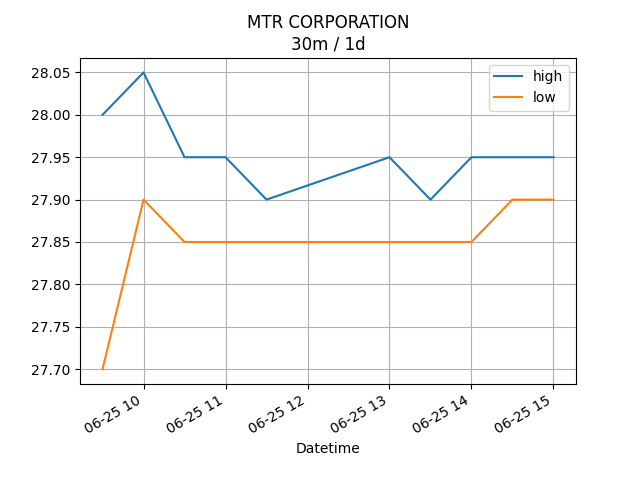 MTR CORPORATION
30m / 1d
high
low
28.05
28.00
27.95
27.90
27.85
27.80
27.75
27.70
06-25 10
06-25 11
06-25 12
06-25 13
06-25 14
06-25 15
Datetime